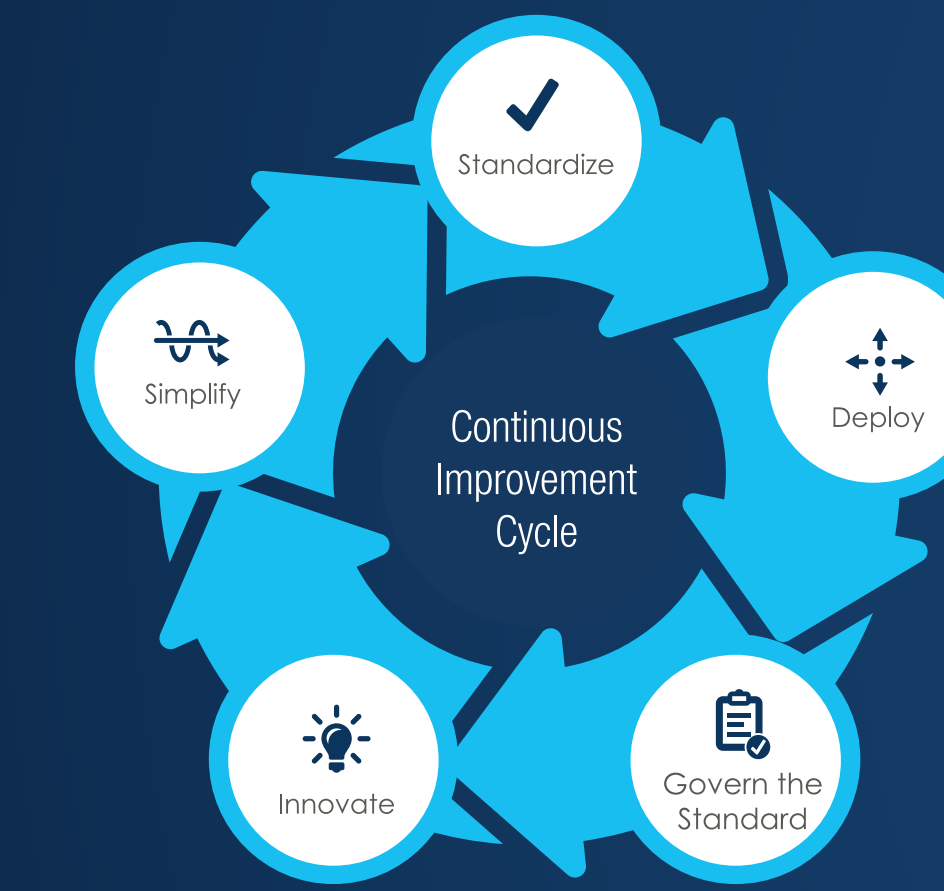 Standardize
Simplify
Deploy
Continuous
Improvement
Cycle
Innovate
Govern the
Standard